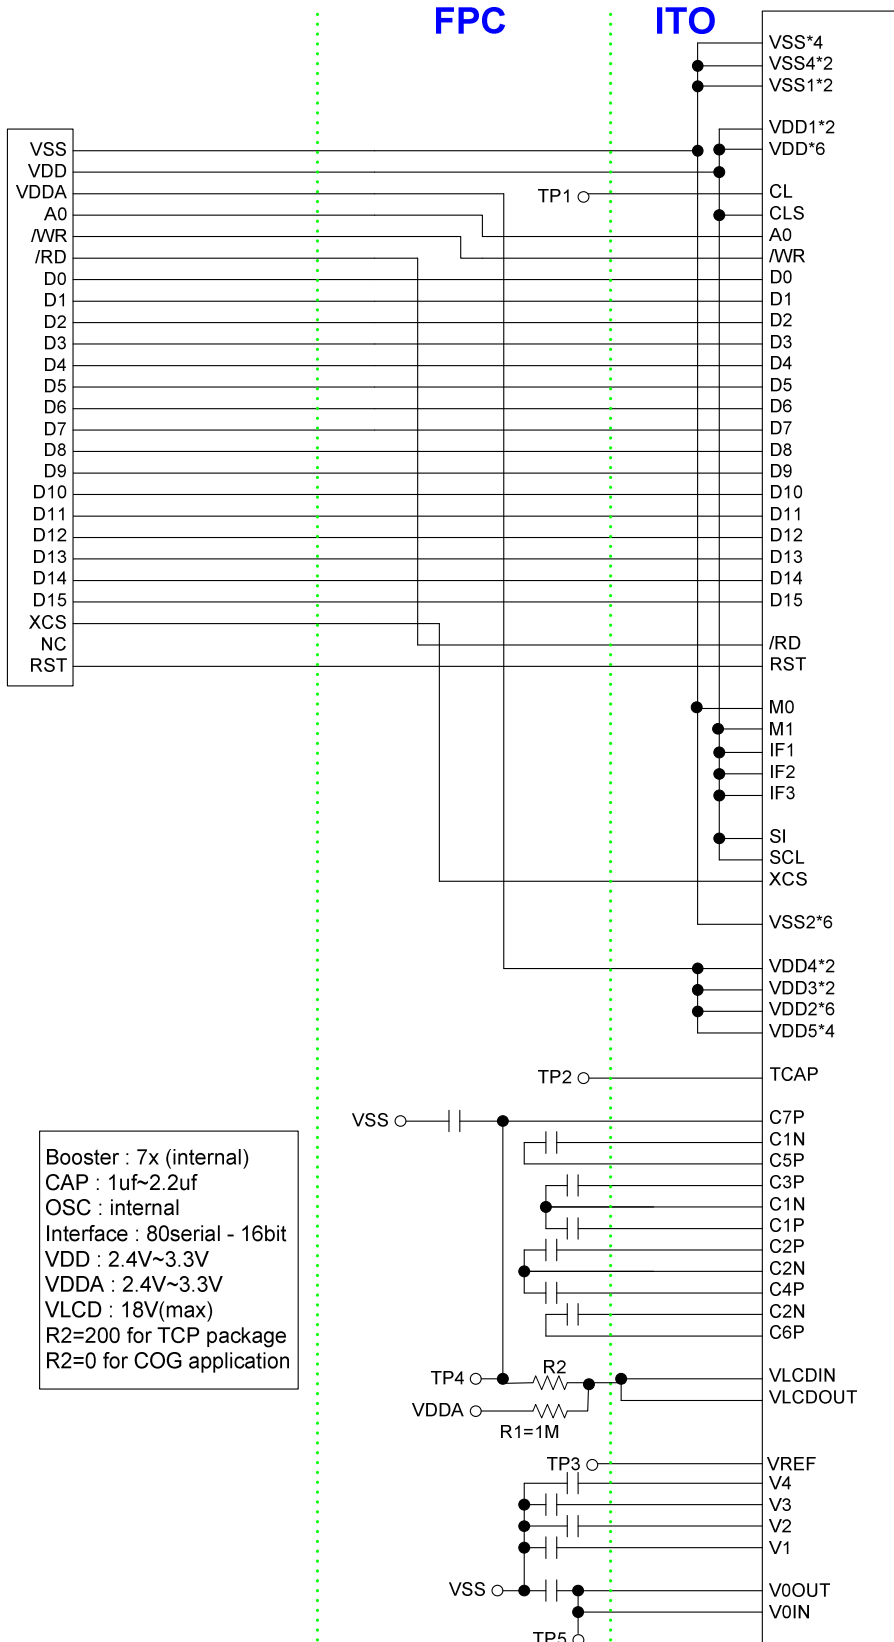 FPC
ITO
VSS
VDD
VDDA
A0
/WR
/RD
D0
D1
D2
D3
D4
D5
D6
D7
D8
D9
D10
D11
D12
D13
D14
D15
XCS
NC
RST
TP1
VSS*4
VSS4*2
VSS1*2
VDD1*2
VDD*6
CL
CLS
A0
/WR
D0
D1
D2
D3
D4
D5
D6
D7
D8
D9
D10
D11
D12
D13
D14
D15
/RD
RST
M0
M1
IF1
IF2
IF3
SI
SCL
XCS
VSS2*6
VDD4*2
VDD3*2
VDD2*6
VDD5*4
TP2
TCAP
VSS
C7P
C1N
C5P
C3P
C1N
C1P
C2P
C2N
C4P
C2N
C6P
Booster : 7x (internal)
CAP : 1uf~2.2uf
OSC : internal
Interface : 80serial - 16bit
VDD : 2.4V~3.3V
VDDA : 2.4V~3.3V
VLCD : 18V(max)
R2=200 for TCP package
R2=0 for COG application
TP4
R2
VDDA
R1=1M
VLCDIN
VLCDOUT
TP3
VREF
V4
V3
V2
V1
VSS
V0OUT
V0IN
TP5